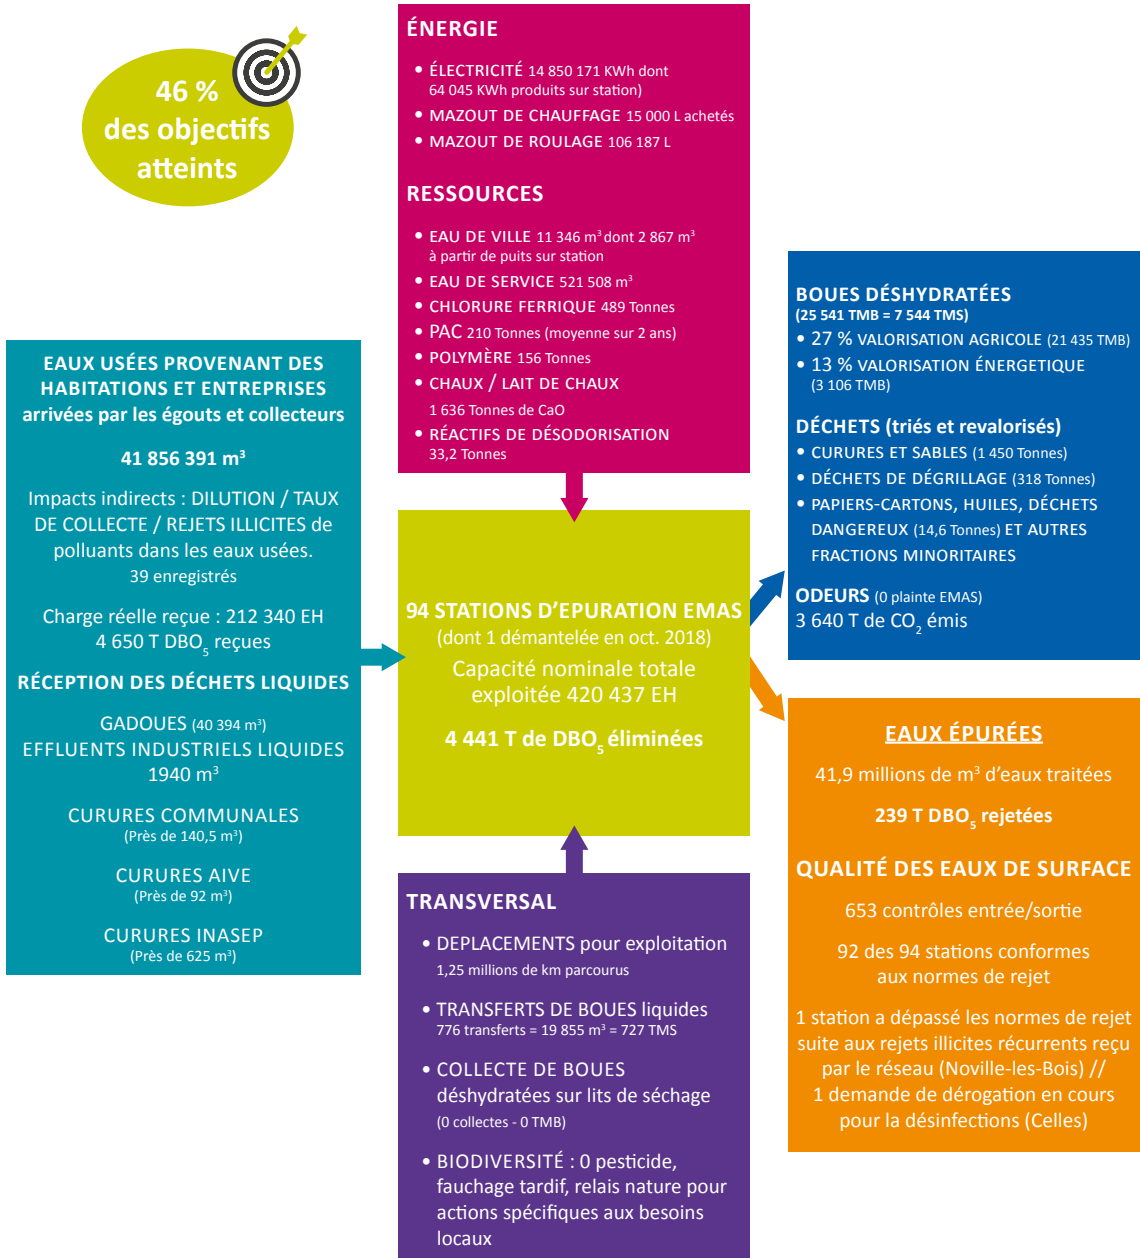 46 %
des objectifs
atteints
ÉNERGIE
• ÉLECTRICITÉ 14 850 171 KWh dont
64 045 KWh produits sur station)
• MAZOUT DE CHAUFFAGE 15 000 L achetés
• MAZOUT DE ROULAGE 106 187 L
RESSOURCES
• EAU DE VILLE 11 346 m³ dont 2 867 m³
à partir de puits sur station
• EAU DE SERVICE 521 508 m³
• CHLORURE FERRIQUE 489 Tonnes
• PAC 210 Tonnes (moyenne sur 2 ans)
• POLYMÈRE 156 Tonnes
• CHAUX / LAIT DE CHAUX
1 636 Tonnes de CaO
• RÉACTIFS DE DÉSODORISATION
33,2 Tonnes
EAUX USÉES PROVENANT DES
HABITATIONS ET ENTREPRISES
arrivées par les égouts et collecteurs
41 856 391 m³
Impacts indirects : DILUTION / TAUX
DE COLLECTE / REJETS ILLICITES de
polluants dans les eaux usées.
39 enregistrés
Charge réelle reçue : 212 340 EH
4 650 T DBO₅ reçues
RÉCEPTION DES DÉCHETS LIQUIDES
GADOUES (40 394 m³)
EFFLUENTS INDUSTRIELS LIQUIDES
1940 m³
CURURES COMMUNALES
(Près de 140,5 m³)
CURURES AIVE
(Près de 92 m³)
CURURES INASEP
(Près de 625 m³)
94 STATIONS D'EPURATION EMAS
(dont 1 démantelée en oct. 2018)
Capacité nominale totale
exploitée 420 437 EH
4 441 T de DBO₅ éliminées
TRANSVERSAL
• DEPLACEMENTS pour exploitation
1,25 millions de km parcourus
• TRANSFERTS DE BOUES liquides
776 transferts = 19 855 m³ = 727 TMS
• COLLECTE DE BOUES
déshydratées sur lits de séchage
(0 collectes - 0 TMB)
• BIODIVERSITÉ : 0 pesticide,
fauchage tardif, relais nature pour
actions spécifiques aux besoins
locaux
BOUES DÉSHYDRATÉES
(25 541 TMB = 7 544 TMS)
• 27 % VALORISATION AGRICOLE (21 435 TMB)
• 13 % VALORISATION ÉNERGETIQUE
(3 106 TMB)
DÉCHETS (triés et revalorisés)
• CURURES ET SABLES (1 450 Tonnes)
• DÉCHETS DE DÉGRILLAGE (318 Tonnes)
• PAPIERS-CARTONS, HUILES, DÉCHETS
DANGEREUX (14,6 Tonnes) ET AUTRES
FRACTIONS MINORITAIRES
ODEURS (0 plainte EMAS)
3 640 T de CO₂ émis
EAUX ÉPURÉES
41,9 millions de m³ d'eaux traitées
239 T DBO₅ rejetées
QUALITÉ DES EAUX DE SURFACE
653 contrôles entrée/sortie
92 des 94 stations conformes
aux normes de rejet
1 station a dépassé les normes de rejet
suite aux rejets illicites récurrents reçu
par le réseau (Noville-les-Bois) //
1 demande de dérogation en cours
pour la désinfections (Celles)